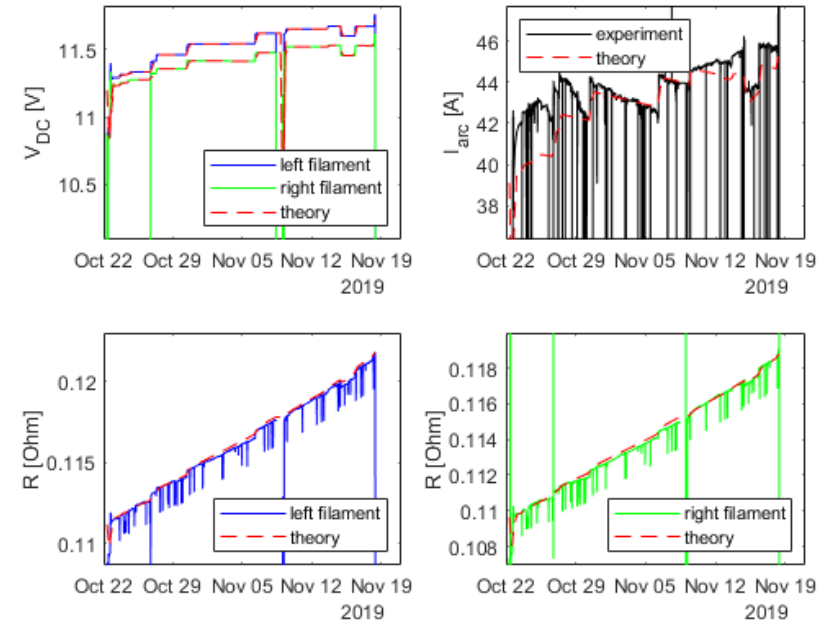 11.5
11
10.5
V_DC [V]
left filament
right filament
theory
Oct 22 Oct 29 Nov 05 Nov 12 Nov 19
2019
46
44
42
40
38
I_arc [A]
experiment
theory
Oct 22 Oct 29 Nov 05 Nov 12 Nov 19
2019
0.12
0.115
0.11
R [Ohm]
left filament
theory
Oct 22 Oct 29 Nov 05 Nov 12 Nov 19
2019
0.118
0.116
0.114
0.112
0.11
0.108
R [Ohm]
right filament
theory
Oct 22 Oct 29 Nov 05 Nov 12 Nov 19
2019